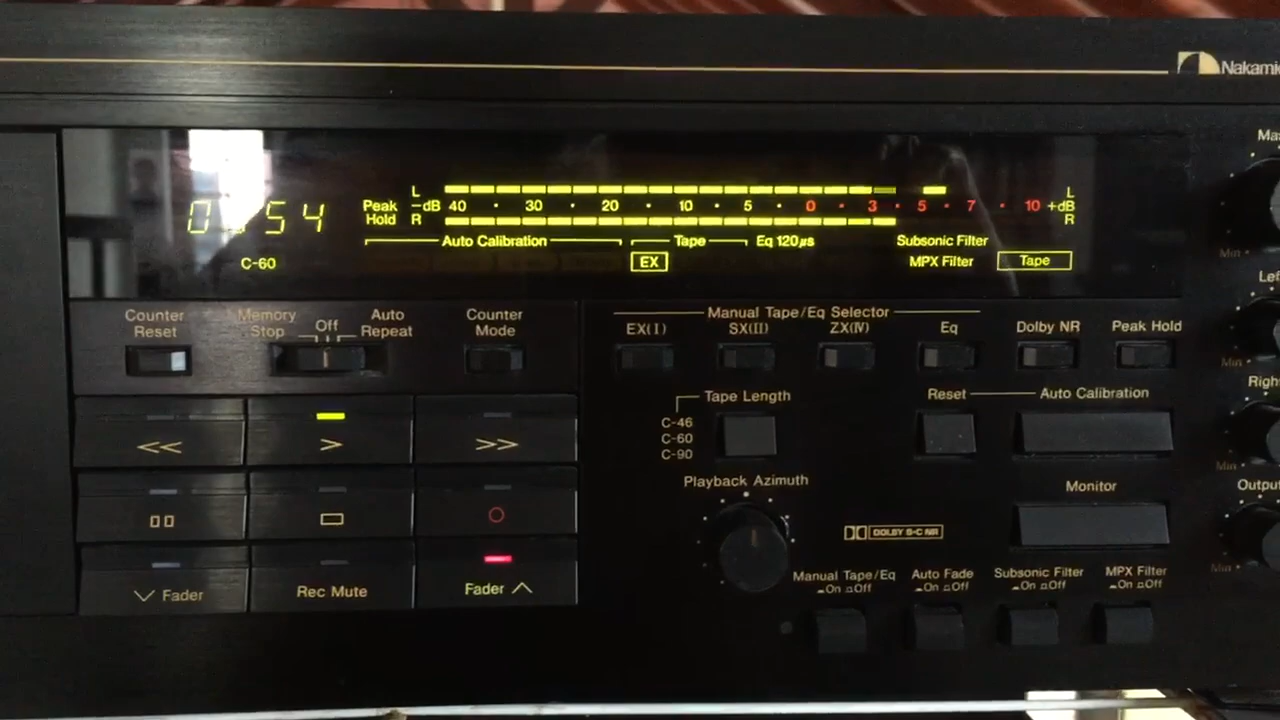 Nakami
Mas
L
L
Peak
-dB 40 · 30 · 20 · 10 · 5 · 0 · 3 · 5 · 7 · 10 +dB
Hold
R
R
Auto Calibration
Tape
Eq 120µs
Subsonic Filter
C-60
EX
MPX Filter
Tape
Min
Counter
Reset
Memory
Stop
Off
Auto
Repeat
Counter
Mode
Manual Tape/Eq Selector
EX(I)
SX(II)
ZX(IV)
Eq
Dolby NR
Peak Hold
Lef
Min
Tape Length
C-46
C-60
C-90
Reset
Auto Calibration
Right
Min
<<
>
>>
Playback Azimuth
Monitor
Output
DOLBY B-C NR
Fader
Rec Mute
Fader
Manual Tape/Eq
On Off
Auto Fade
On Off
Subsonic Filter
On Off
MPX Filter
On Off
Min